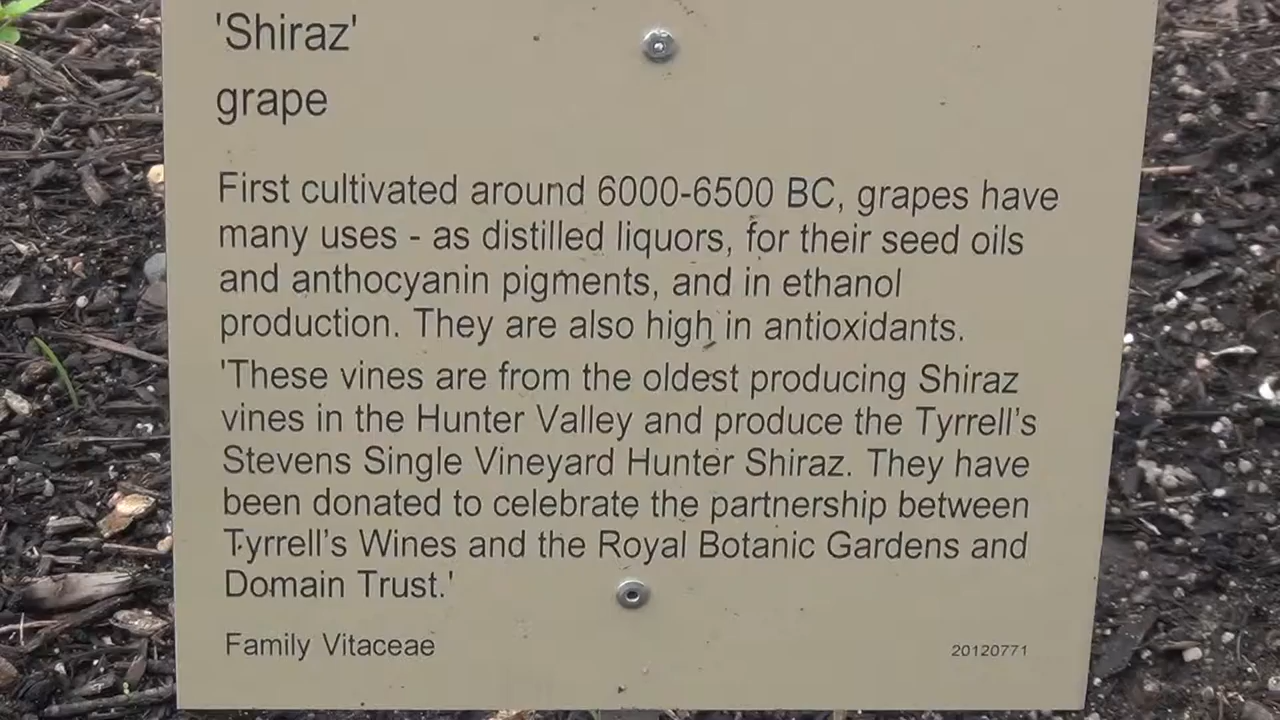 'Shiraz'
grape
First cultivated around 6000-6500 BC, grapes have
many uses - as distilled liquors, for their seed oils
and anthocyanin pigments, and in ethanol
production. They are also high in antioxidants.
'These vines are from the oldest producing Shiraz
vines in the Hunter Valley and produce the Tyrrell's
Stevens Single Vineyard Hunter Shiraz. They have
been donated to celebrate the partnership between
Tyrrell's Wines and the Royal Botanic Gardens and
Domain Trust.'
Family Vitaceae
20120771